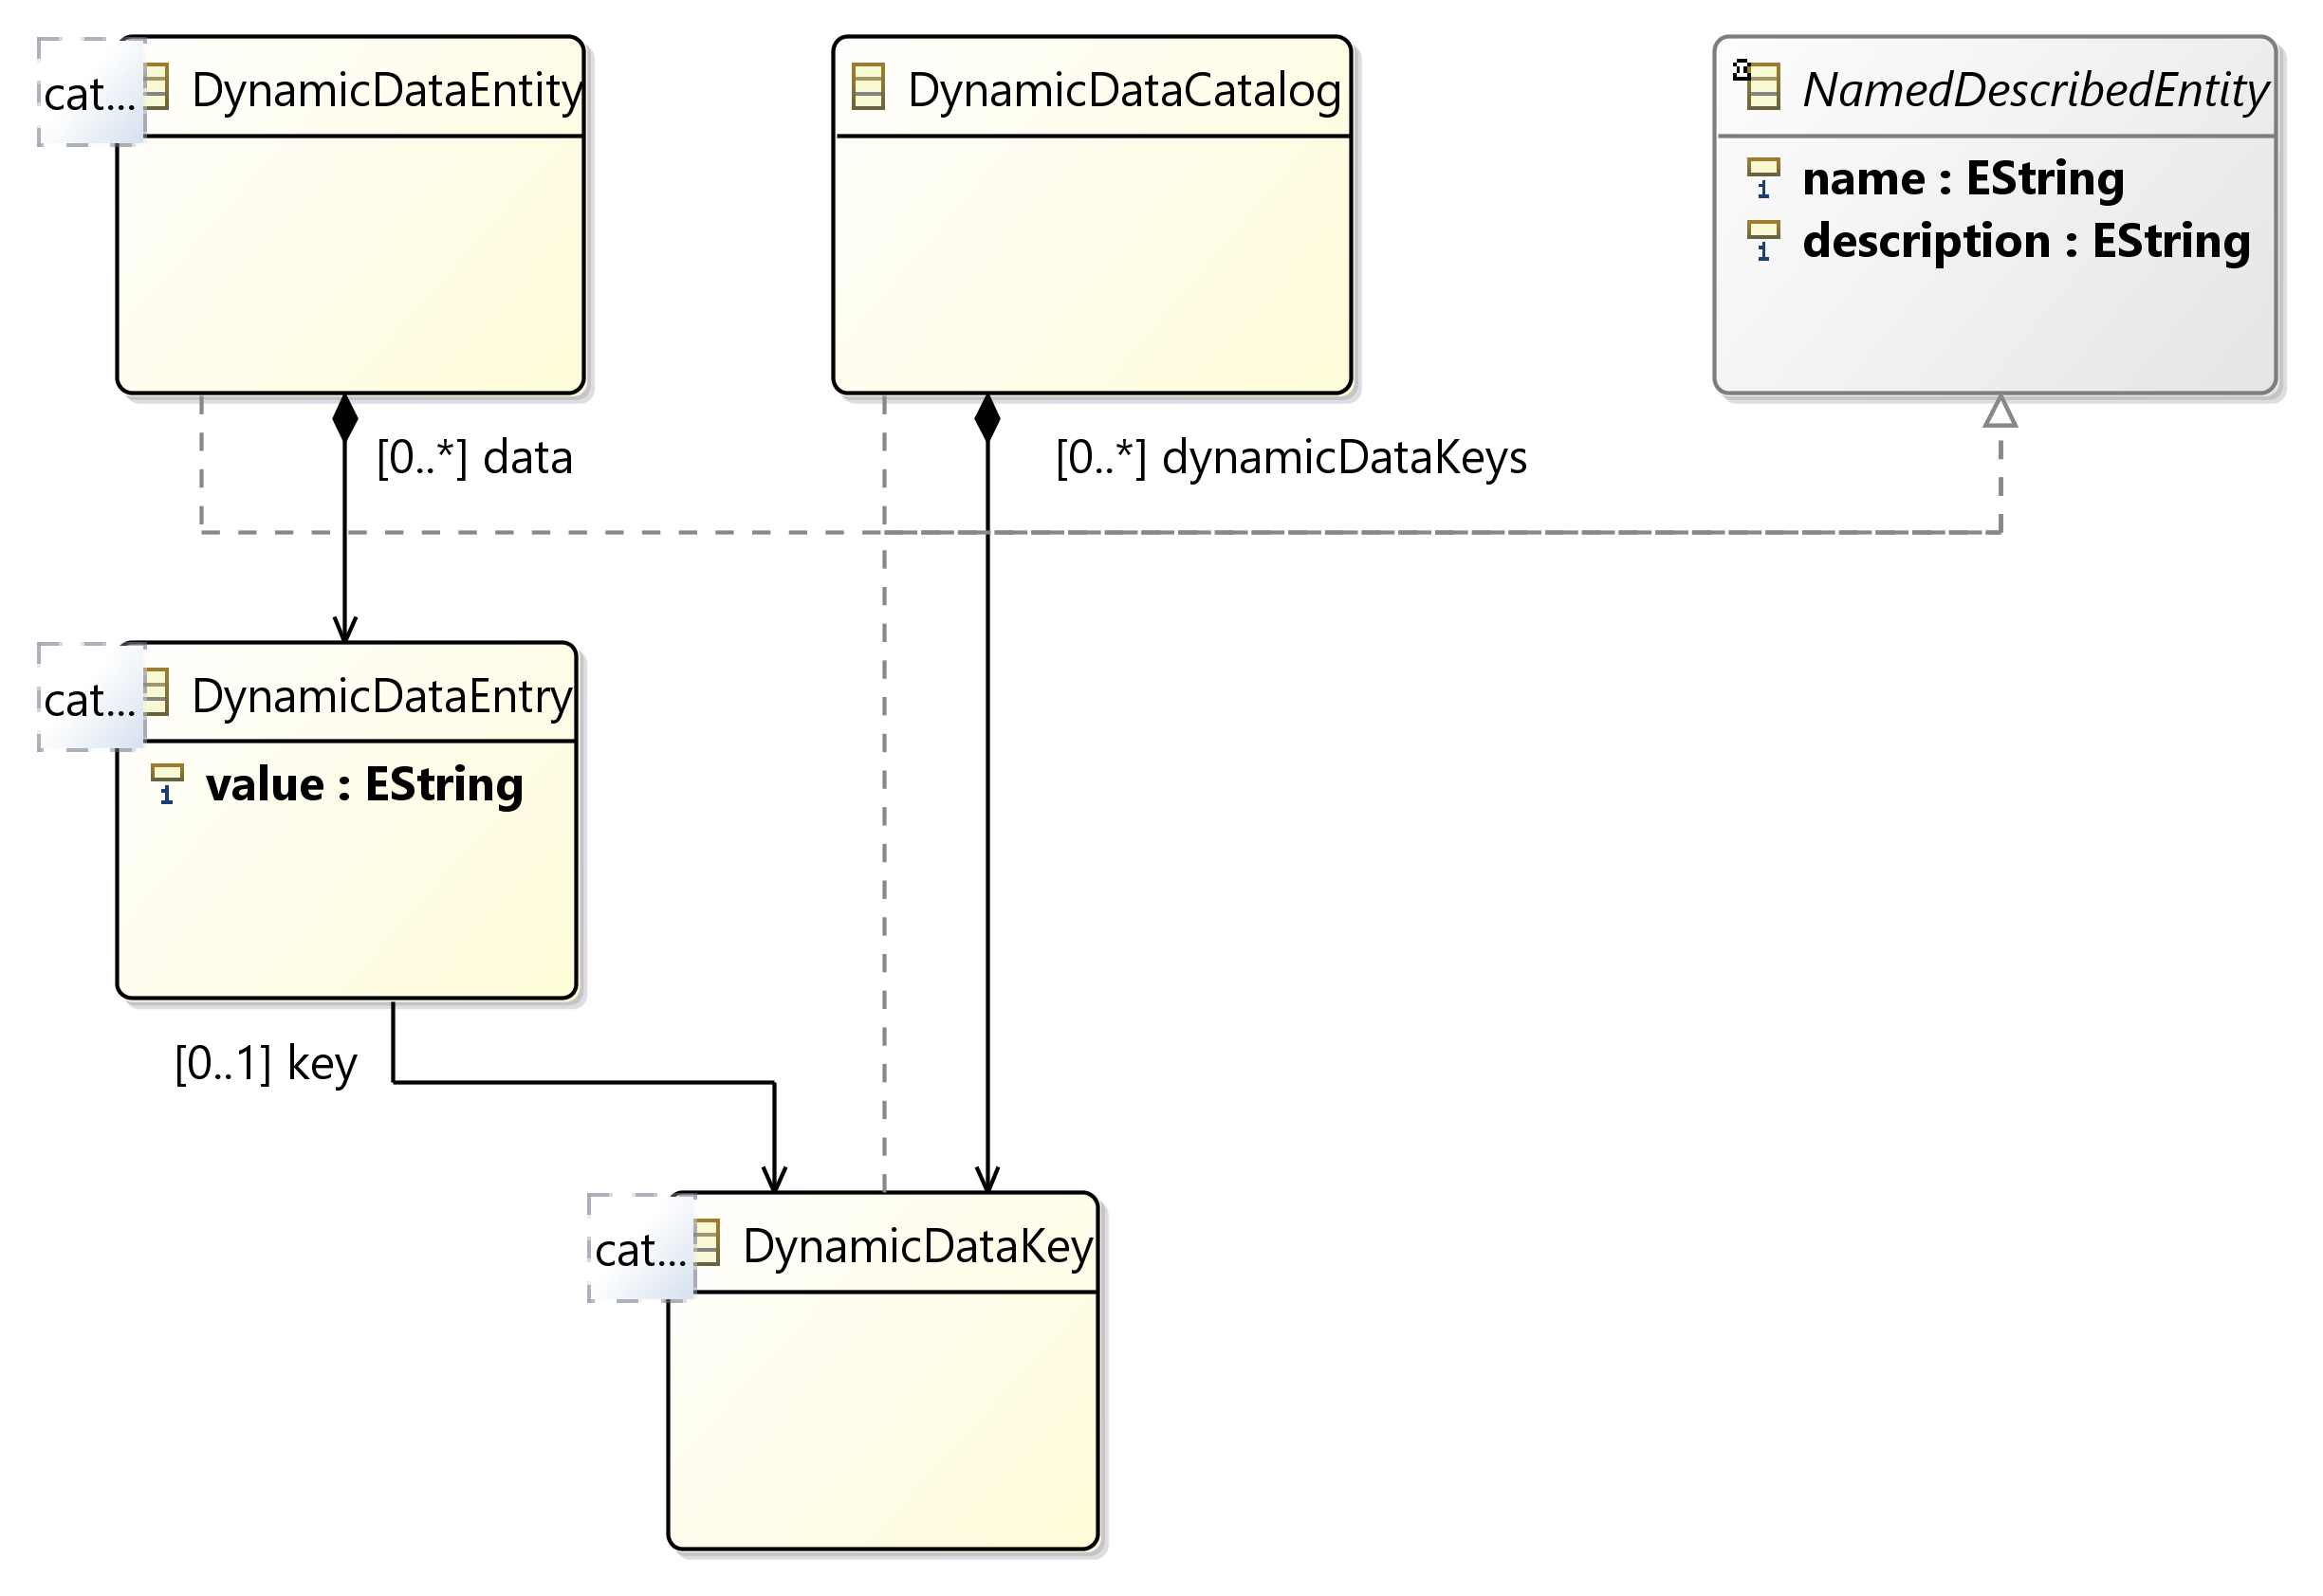 cat...
DynamicDataEntity
DynamicDataCatalog
NamedDescribedEntity
name : EString
description : EString
[0..*] data
[0..*] dynamicDataKeys
cat...
DynamicDataEntry
value : EString
[0..1] key
cat...
DynamicDataKey